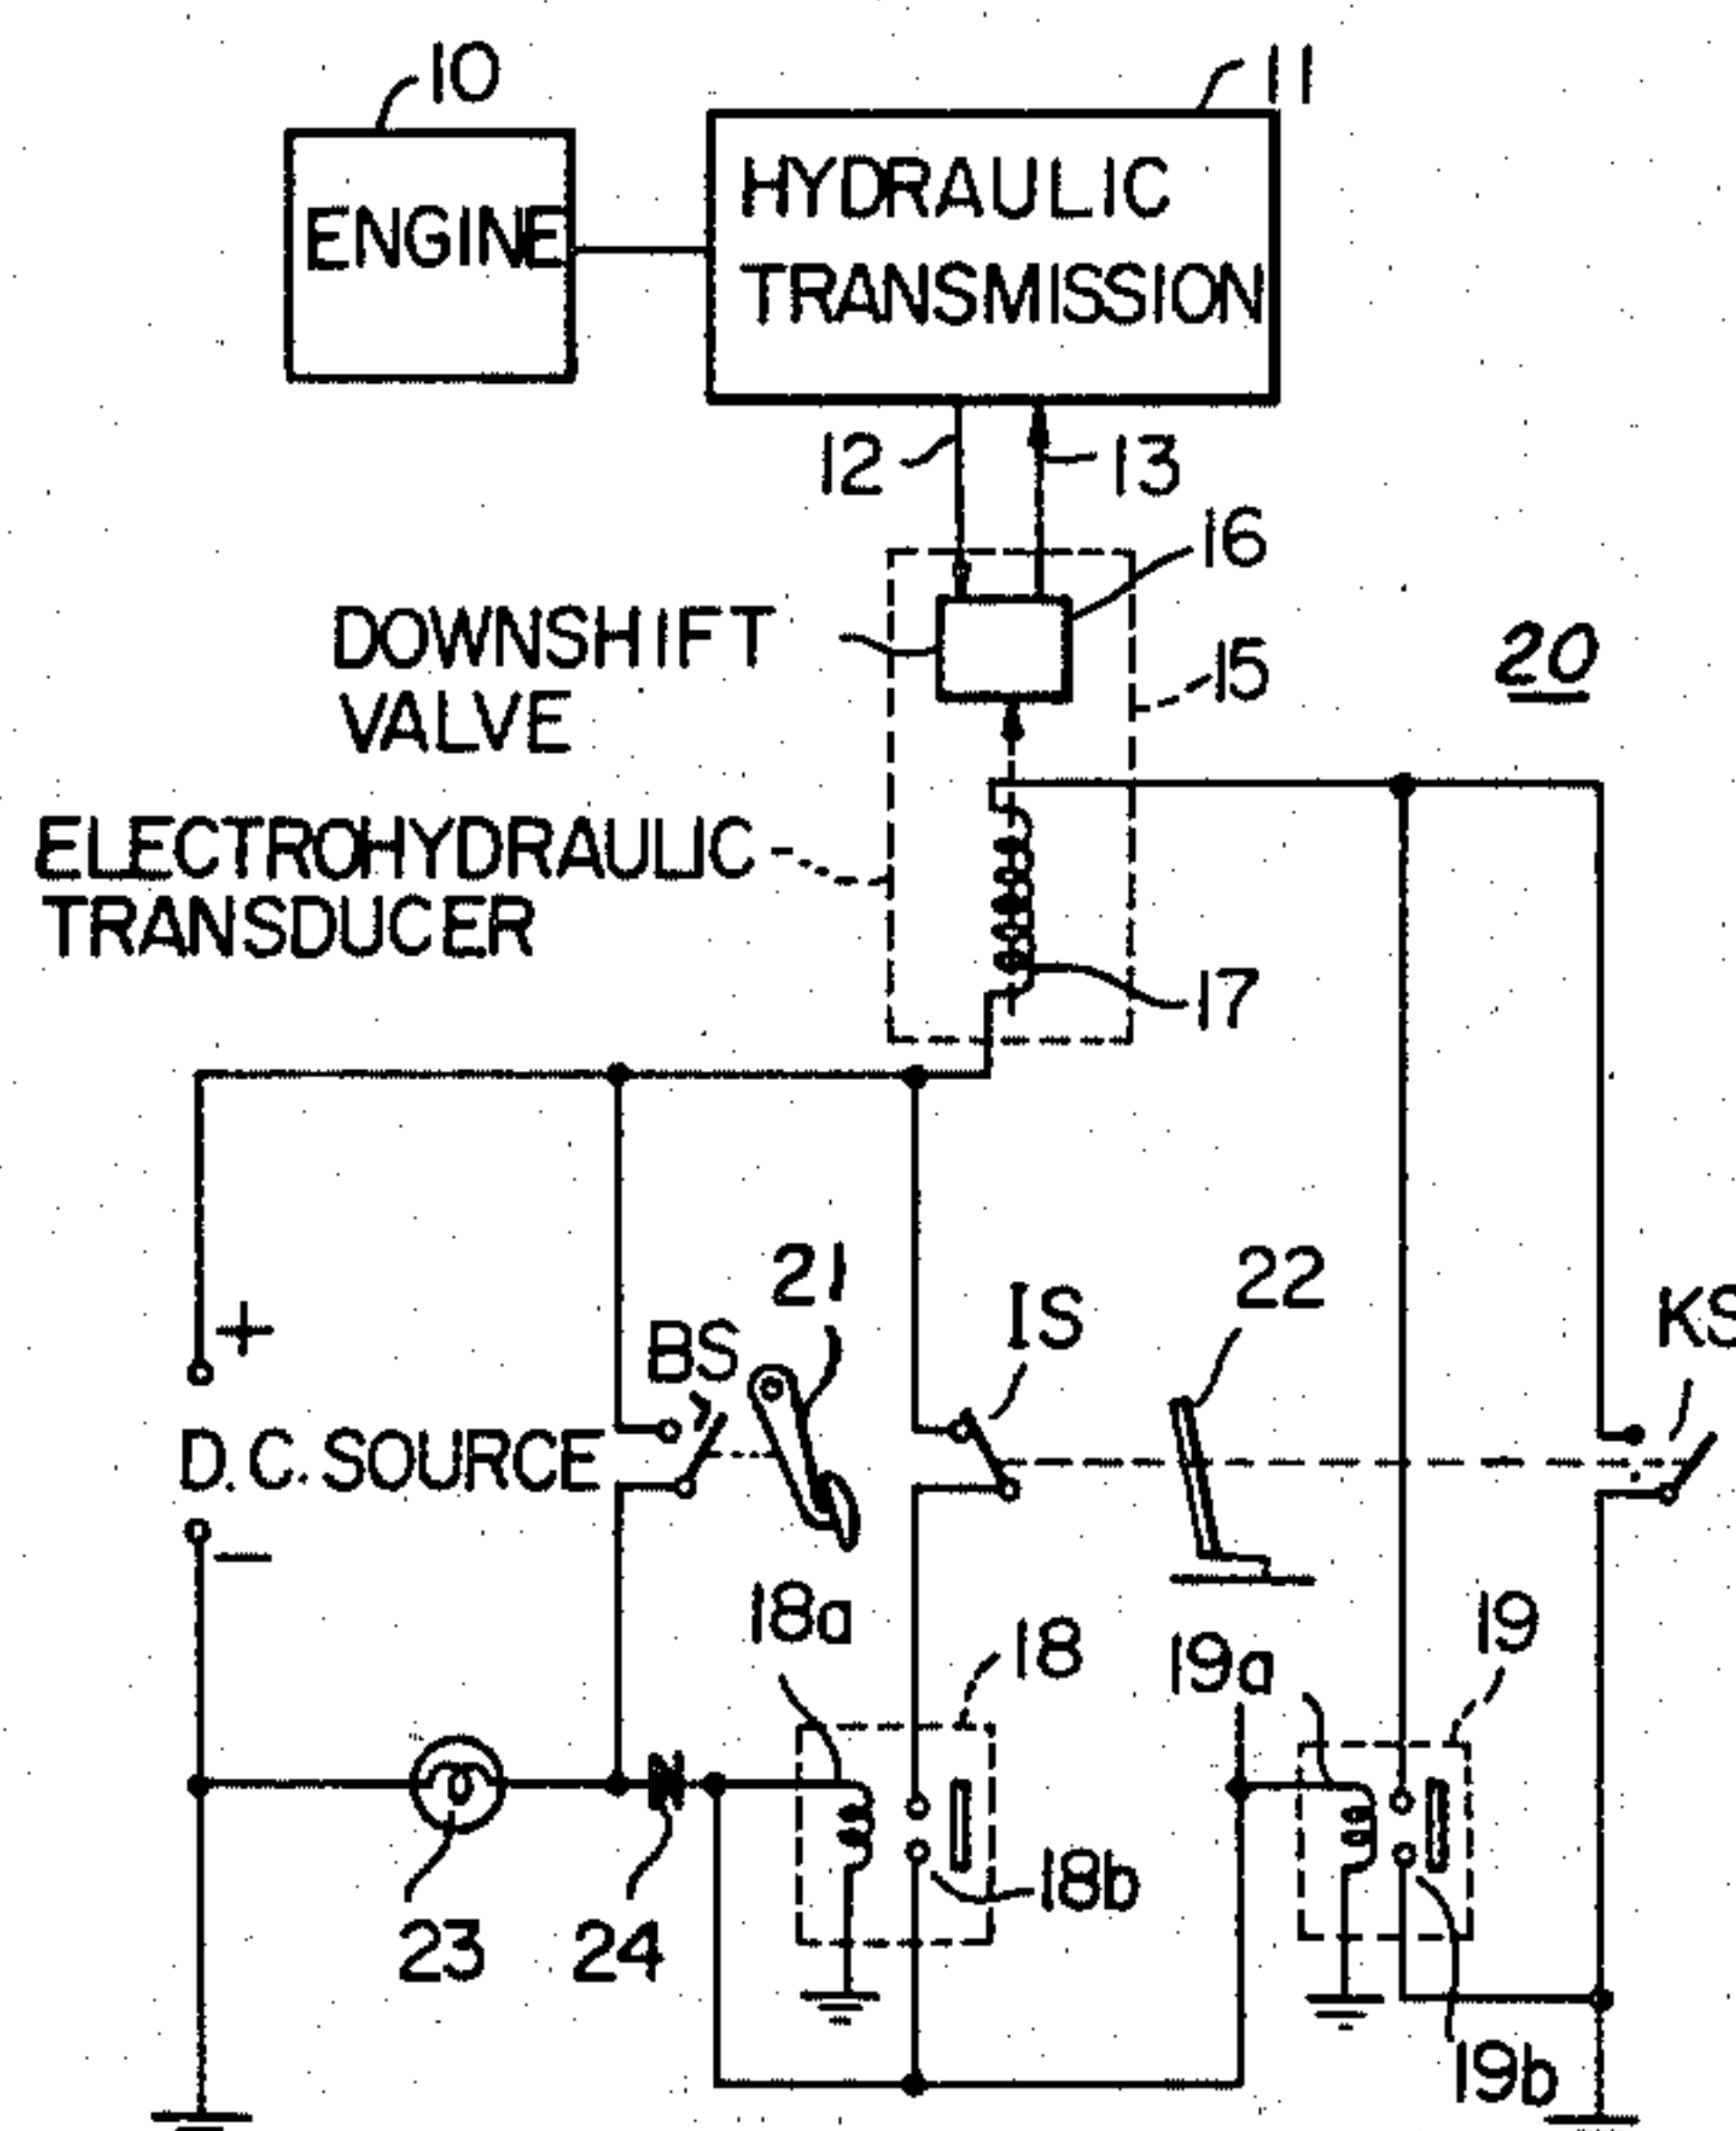 10
11
ENGINE
HYDRAULIC
TRANSMISSION
12
13
16
DOWNSHIFT
VALVE
15
20
ELECTROHYDRAULIC
TRANSDUCER
17
+
D.C. SOURCE
−
BS
21
IS
22
KS
18a
18
19a
19
23
24
18b
19b